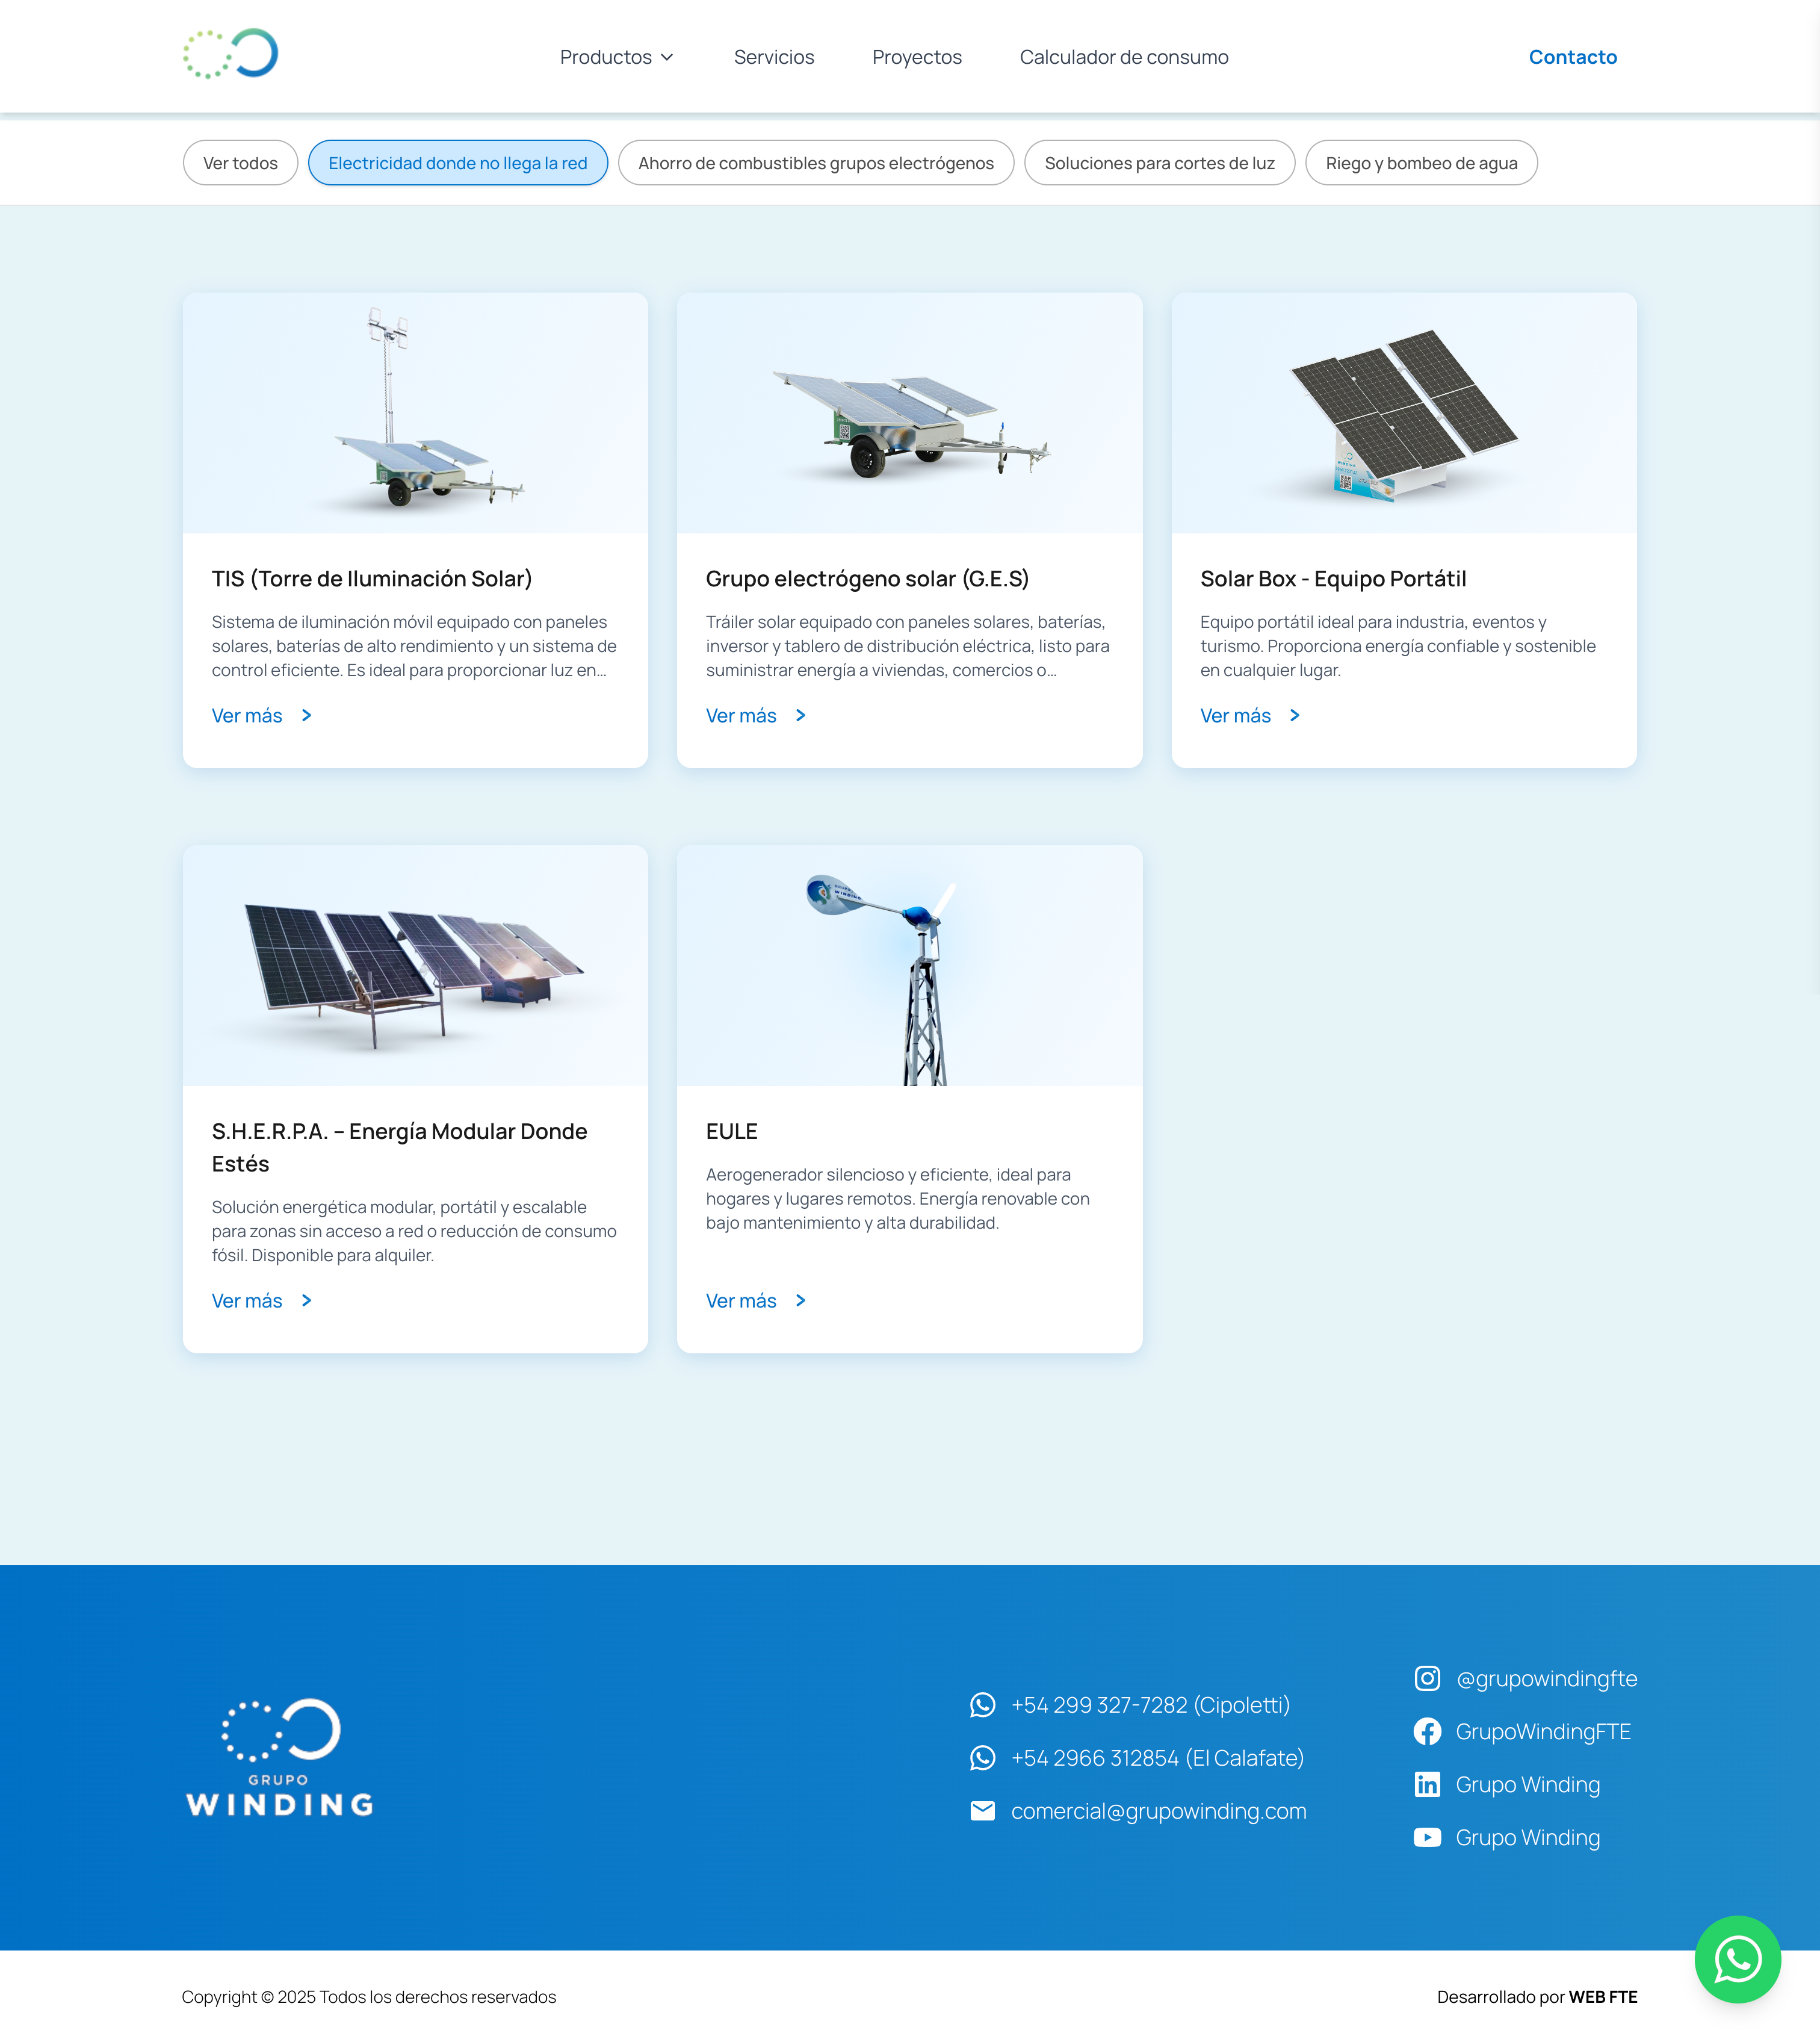 Productos
Servicios
Proyectos
Calculador de consumo
Contacto
Ver todos
Electricidad donde no llega la red
Ahorro de combustibles grupos electrógenos
Soluciones para cortes de luz
Riego y bombeo de agua
TIS (Torre de Iluminación Solar)
Sistema de iluminación móvil equipado con paneles
solares, baterías de alto rendimiento y un sistema de
control eficiente. Es ideal para proporcionar luz en...
Ver más
Grupo electrógeno solar (G.E.S)
Tráiler solar equipado con paneles solares, baterías,
inversor y tablero de distribución eléctrica, listo para
suministrar energía a viviendas, comercios o...
Ver más
WINDING
Solar Box - Equipo Portátil
Equipo portátil ideal para industria, eventos y
turismo. Proporciona energía confiable y sostenible
en cualquier lugar.
Ver más
S.H.E.R.P.A. – Energía Modular Donde
Estés
Solución energética modular, portátil y escalable
para zonas sin acceso a red o reducción de consumo
fósil. Disponible para alquiler.
Ver más
GRUPO
WINDING
EULE
Aerogenerador silencioso y eficiente, ideal para
hogares y lugares remotos. Energía renovable con
bajo mantenimiento y alta durabilidad.
Ver más
GRUPO
WINDING
+54 299 327-7282 (Cipoletti)
+54 2966 312854 (El Calafate)
comercial@grupowinding.com
@grupowindingfte
GrupoWindingFTE
Grupo Winding
Grupo Winding
Copyright © 2025 Todos los derechos reservados
Desarrollado por WEB FTE